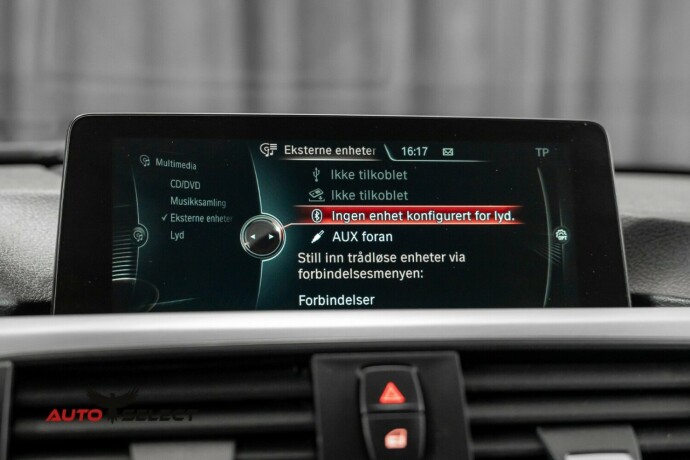 Eksterne enheter 16:17 TP
Multimedia
CD/DVD
Musikksamling
Eksterne enheter
Lyd
Ikke tilkoblet
Ikke tilkoblet
Ingen enhet konfigurert for lyd.
AUX foran
Still inn trådløse enheter via
forbindelsesmenyen:
Forbindelser
OFF
AUTO SELECT